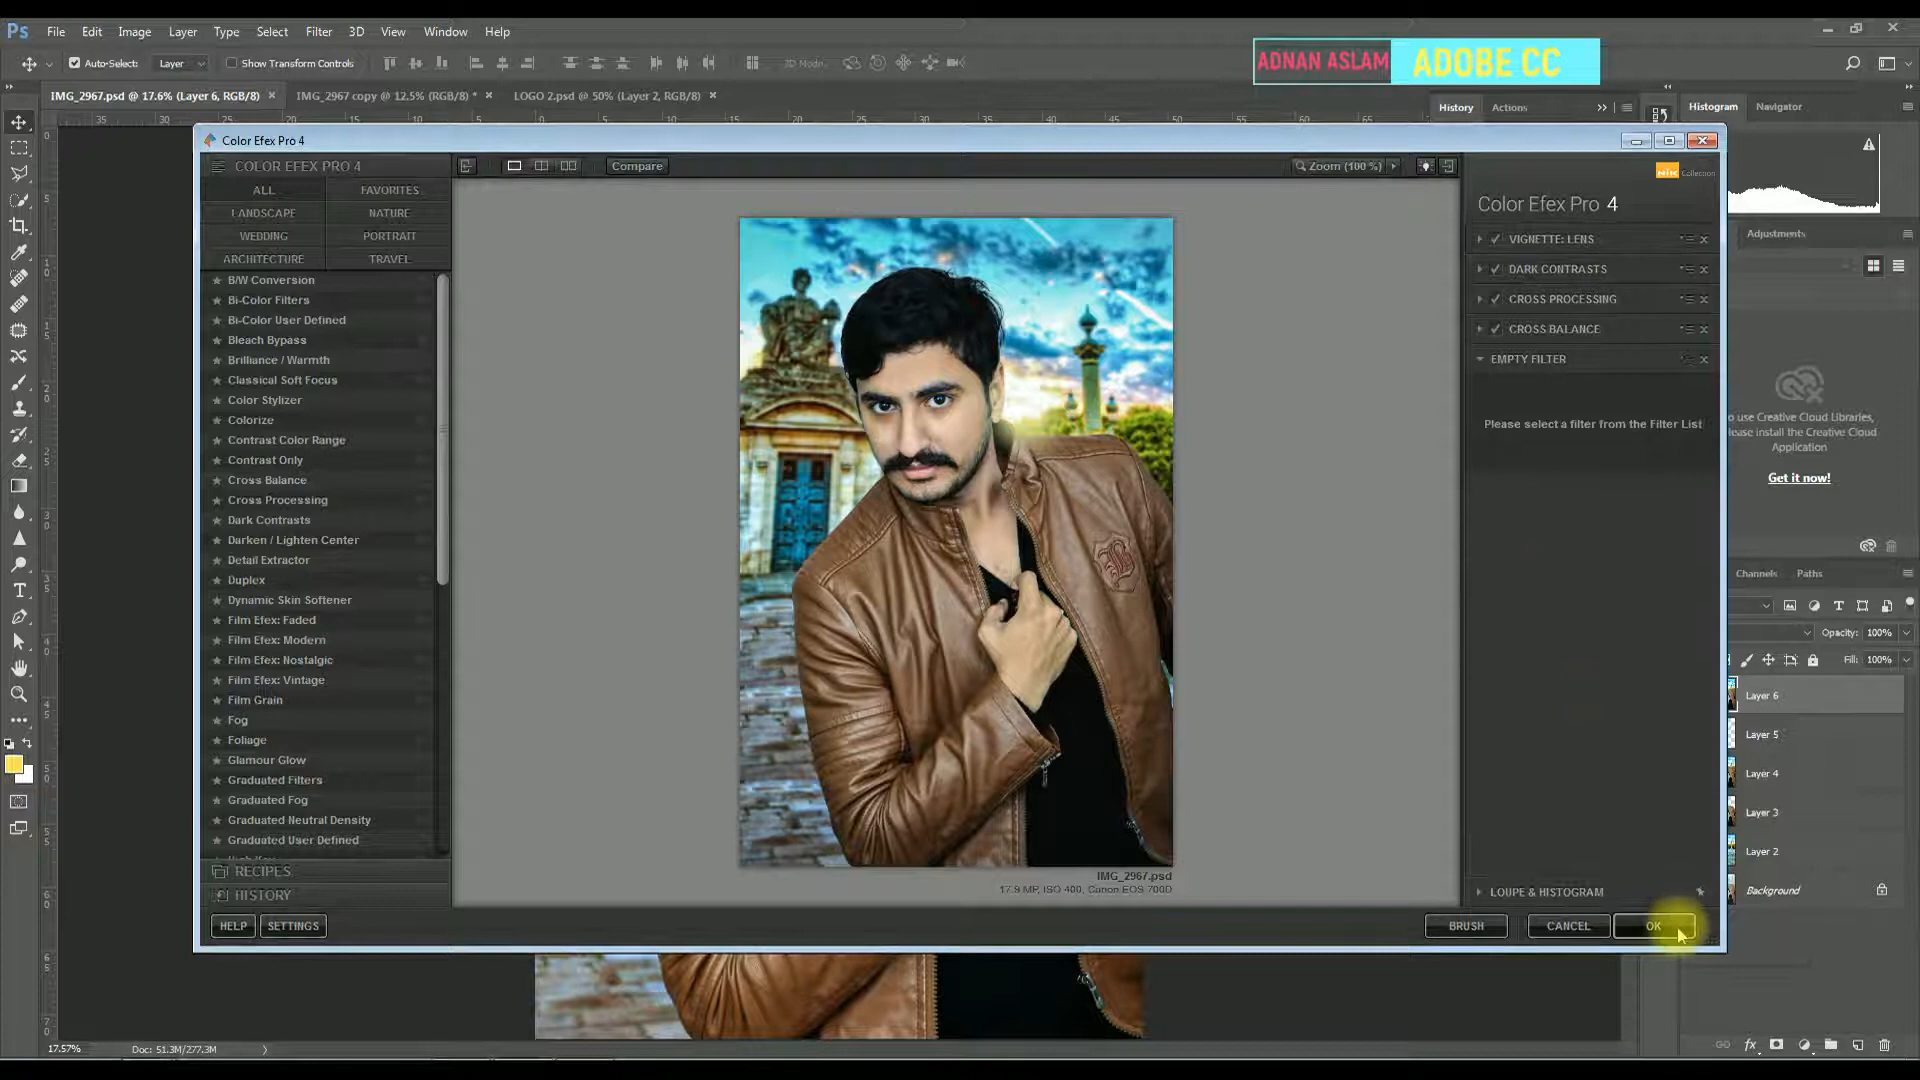 Ps File Edit Image Layer Type Select Filter 3D View Window Help
Auto-Select: Layer Show Transform Controls
ADNAN ASLAM ADOBE CC
IMG_2967.psd @ 17.6% (Layer 6, RGB/8) × IMG_2967 copy @ 12.5% (RGB/8) * × LOGO 2.psd @ 50% (Layer 2, RGB/8) ×
History Actions Histogram Navigator
Color Efex Pro 4
COLOR EFEX PRO 4
Compare
Zoom (100 %)
ALL FAVORITES
LANDSCAPE NATURE
WEDDING PORTRAIT
ARCHITECTURE TRAVEL
B/W Conversion
Bi-Color Filters
Bi-Color User Defined
Bleach Bypass
Brilliance / Warmth
Classical Soft Focus
Color Stylizer
Colorize
Contrast Color Range
Contrast Only
Cross Balance
Cross Processing
Dark Contrasts
Darken / Lighten Center
Detail Extractor
Duplex
Dynamic Skin Softener
Film Efex: Faded
Film Efex: Modern
Film Efex: Nostalgic
Film Efex: Vintage
Film Grain
Fog
Foliage
Glamour Glow
Graduated Filters
Graduated Fog
Graduated Neutral Density
Graduated User Defined
RECIPES
HISTORY
HELP SETTINGS
IMG_2967.psd
17.9 MP, ISO 400, Canon EOS 700D
Nik Collection
Color Efex Pro 4
VIGNETTE: LENS
DARK CONTRASTS
CROSS PROCESSING
CROSS BALANCE
EMPTY FILTER
Please select a filter from the Filter List
LOUPE & HISTOGRAM
BRUSH CANCEL OK
Adjustments
o use Creative Cloud Libraries,
lease install the Creative Cloud
Application
Get it now!
Channels Paths
Opacity: 100%
Fill: 100%
Layer 6
Layer 5
Layer 4
Layer 3
Layer 2
Background
17.57% Doc: 51.3M/277.3M